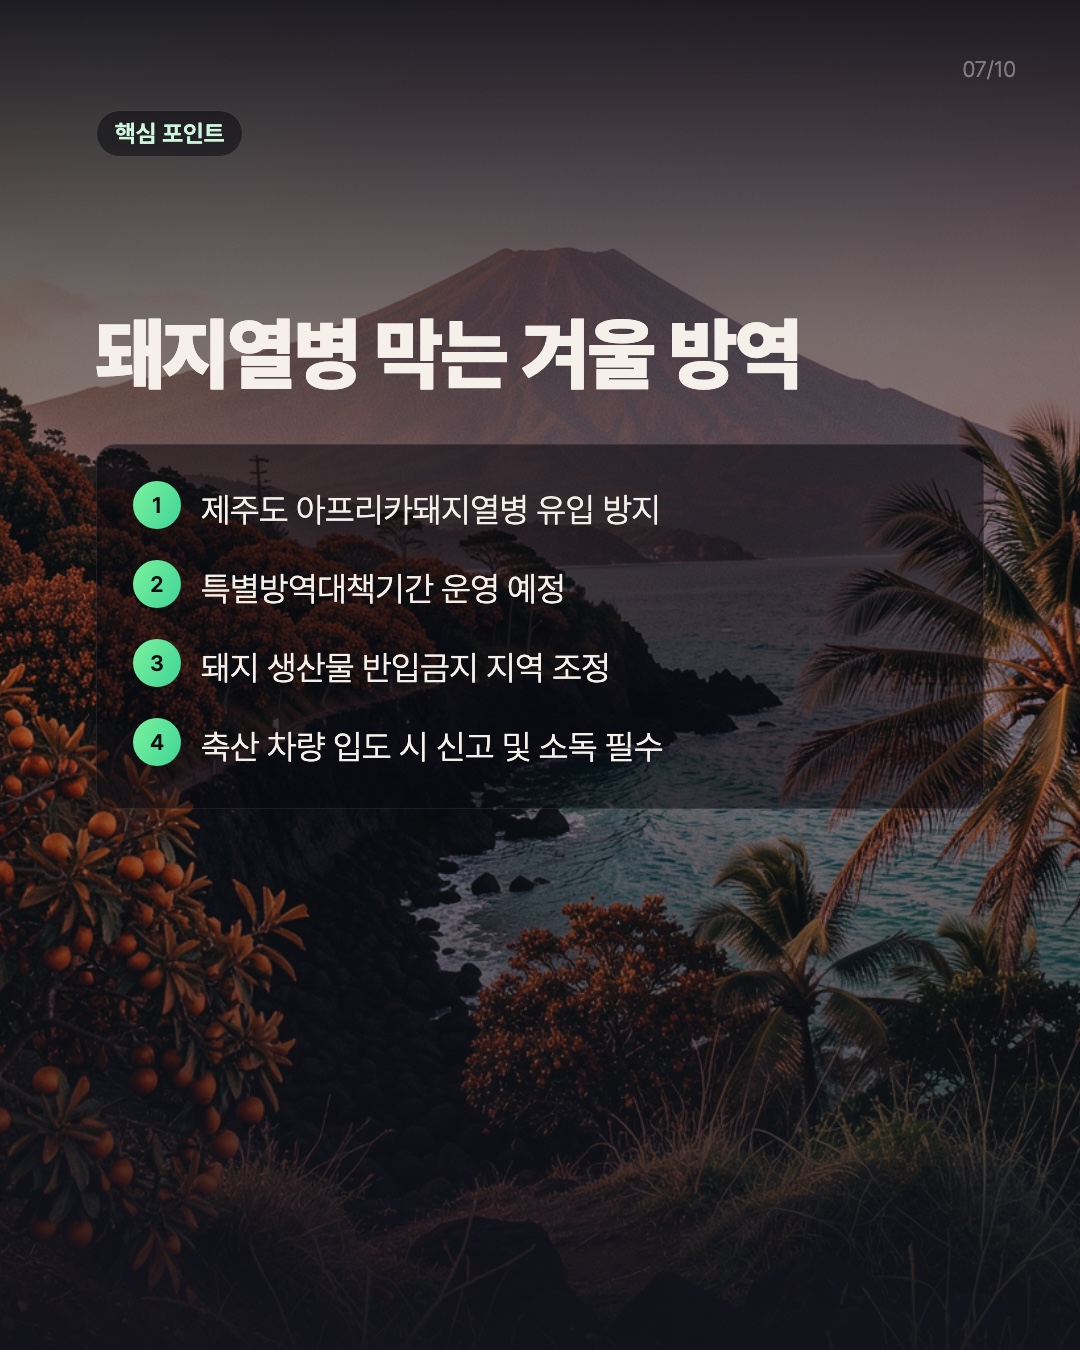 07/10
핵심 포인트
돼지열병 막는 겨울 방역
1 제주도 아프리카돼지열병 유입 방지
2 특별방역대책기간 운영 예정
3 돼지 생산물 반입금지 지역 조정
4 축산 차량 입도 시 신고 및 소독 필수